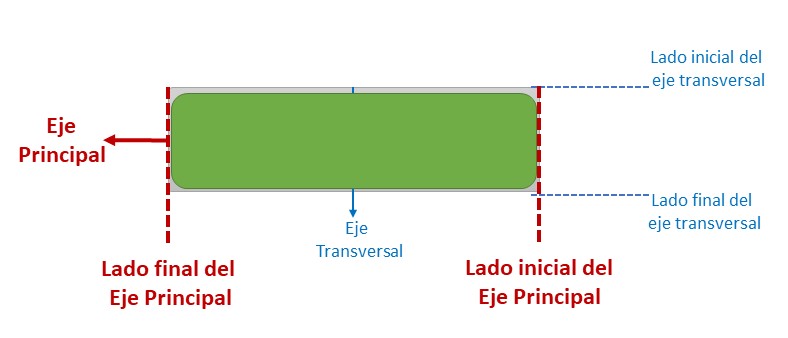 Lado inicial del
eje transversal
Eje
Principal
Lado final del
eje transversal
Eje
Transversal
Lado final del
Eje Principal
Lado inicial del
Eje Principal